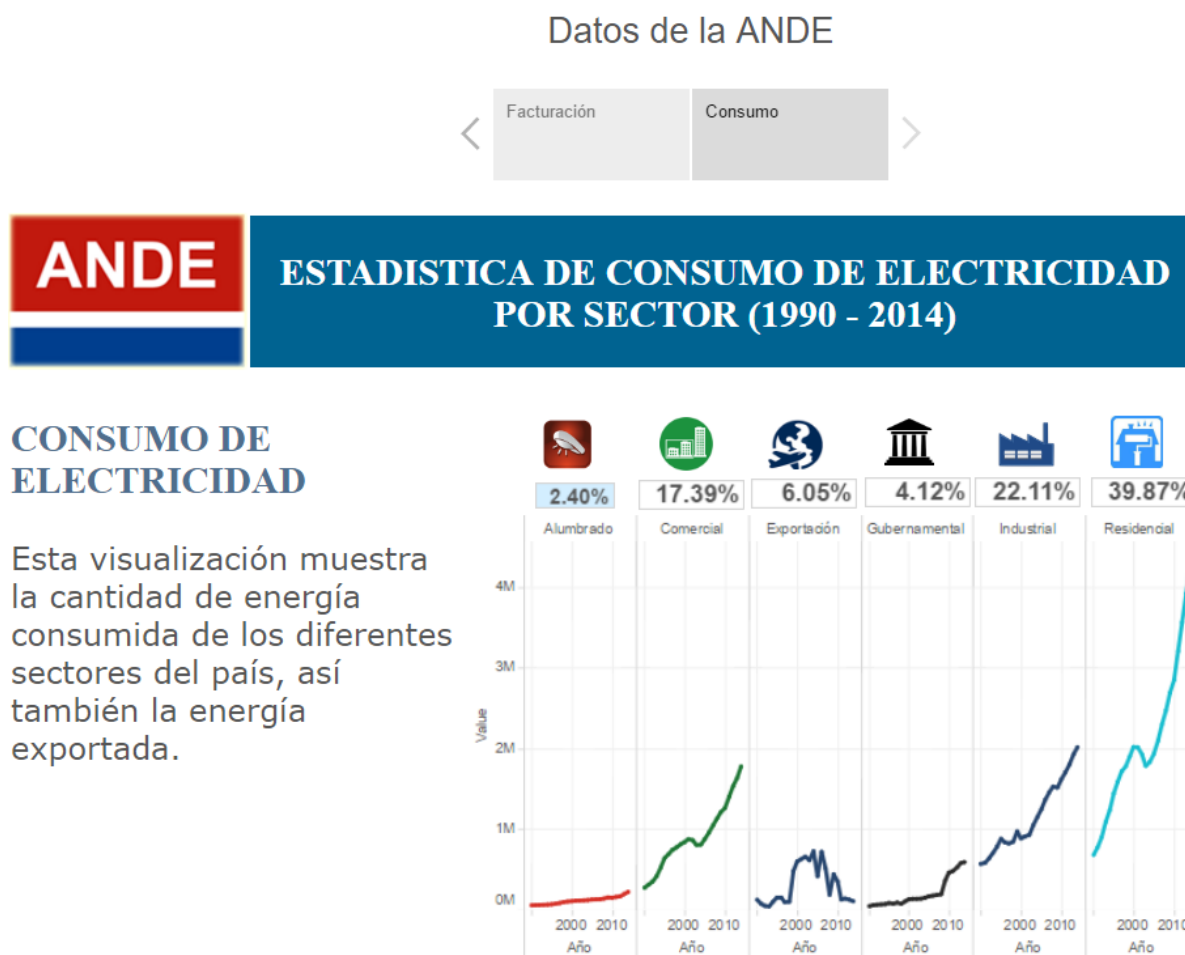 Datos de la ANDE
Facturación
Consumo
ANDE
ESTADISTICA DE CONSUMO DE ELECTRICIDAD
POR SECTOR (1990 - 2014)
CONSUMO DE
ELECTRICIDAD
Esta visualización muestra
la cantidad de energía
consumida de los diferentes
sectores del país, así
también la energía
exportada.
2.40% 17.39% 6.05% 4.12% 22.11% 39.87%
Alumbrado Comercial Exportación Gubernamental Industrial Residencial
4M
3M
Value
2M
1M
0M
2000 2010 2000 2010 2000 2010 2000 2010 2000 2010 2000 2010
Año Año Año Año Año Año